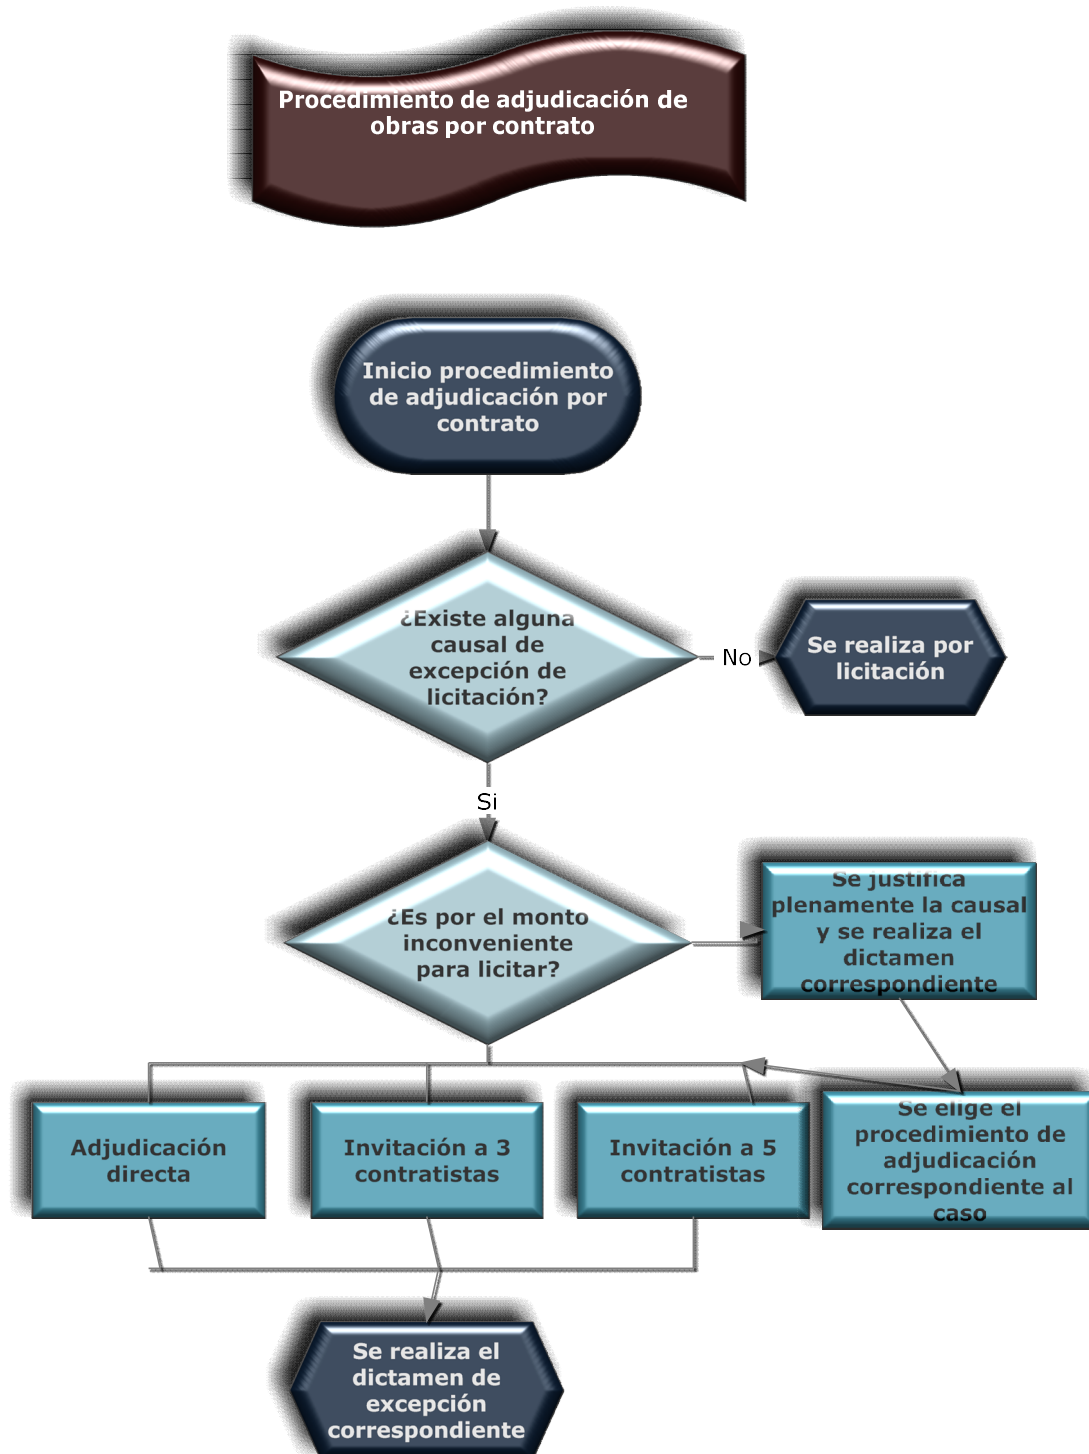 Procedimiento de adjudicación de
obras por contrato
Inicio procedimiento
de adjudicación por
contrato
¿Existe alguna
causal de
excepción de
licitación?
No
Se realiza por
licitación
Si
¿Es por el monto
inconveniente
para licitar?
Se justifica
plenamente la causal
y se realiza el
dictamen
correspondiente
Adjudicación
directa
Invitación a 3
contratistas
Invitación a 5
contratistas
Se elige el
procedimiento de
adjudicación
correspondiente al
caso
Se realiza el
dictamen de
excepción
correspondiente